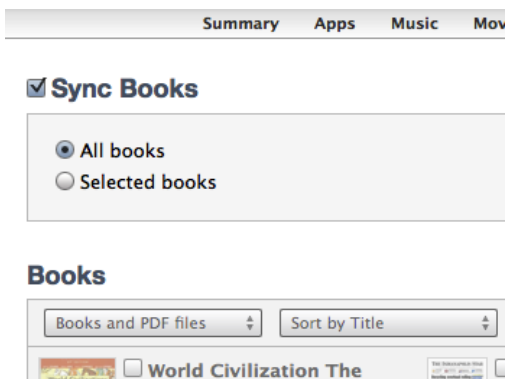 Summary Apps Music Mov
Sync Books
All books
Selected books
Books
Books and PDF files Sort by Title
World Civilization The